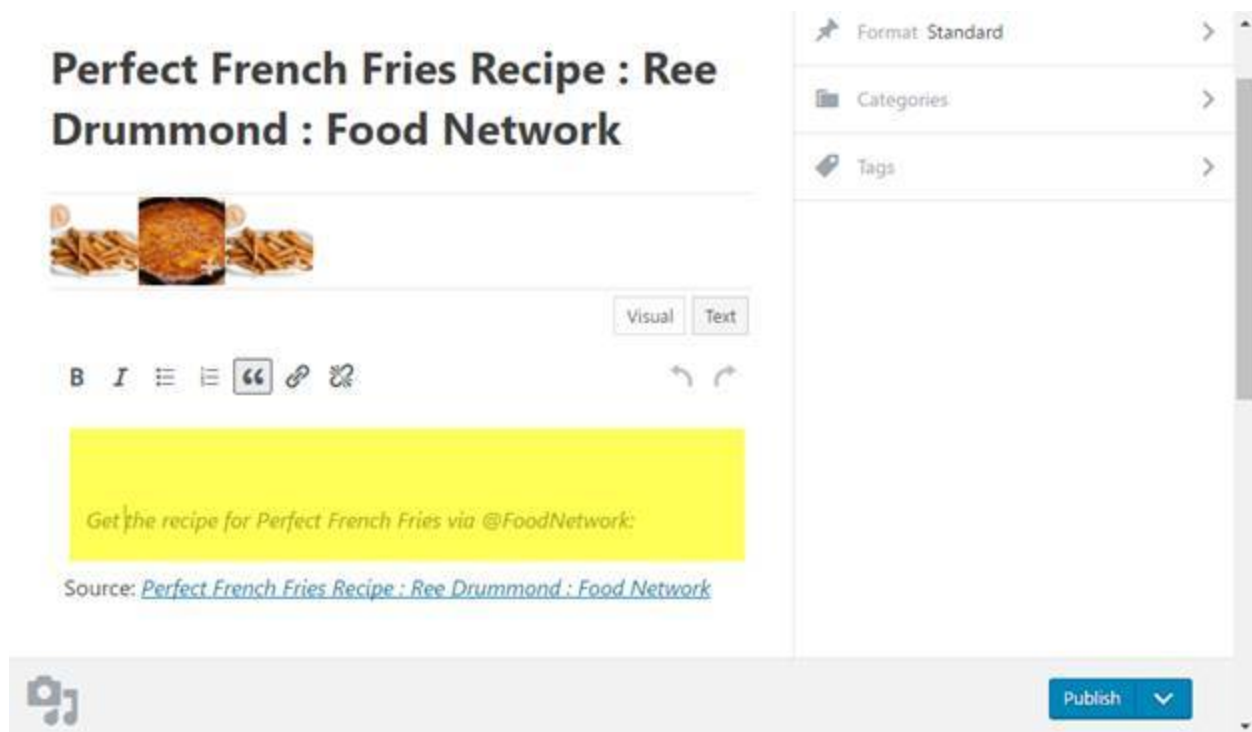 Perfect French Fries Recipe : Ree
Drummond : Food Network
Format Standard
Categories
Tags
Visual Text
B I
Get the recipe for Perfect French Fries via @FoodNetwork:
Source: Perfect French Fries Recipe : Ree Drummond : Food Network
Publish